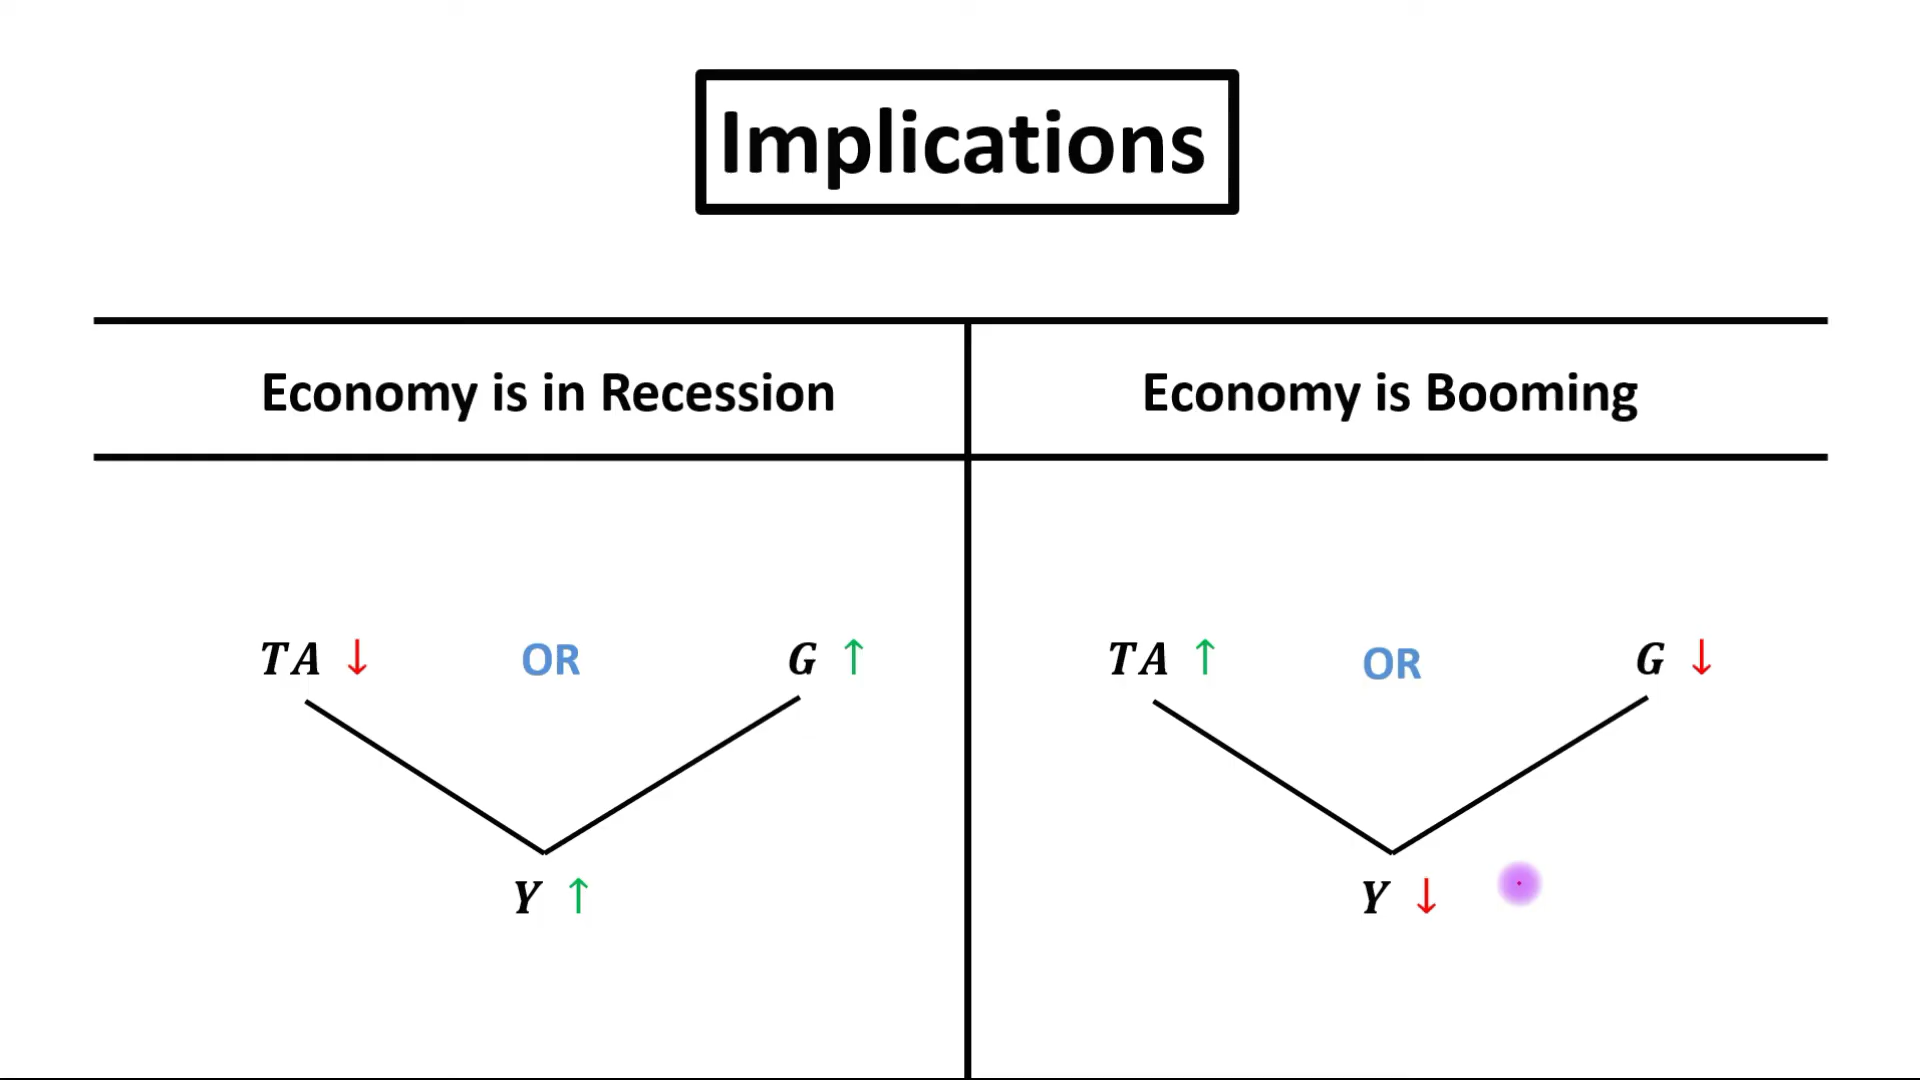 Implications
Economy is in Recession
Economy is Booming
TA ↓ OR G ↑
TA ↑ OR G ↓
Y ↑
Y ↓